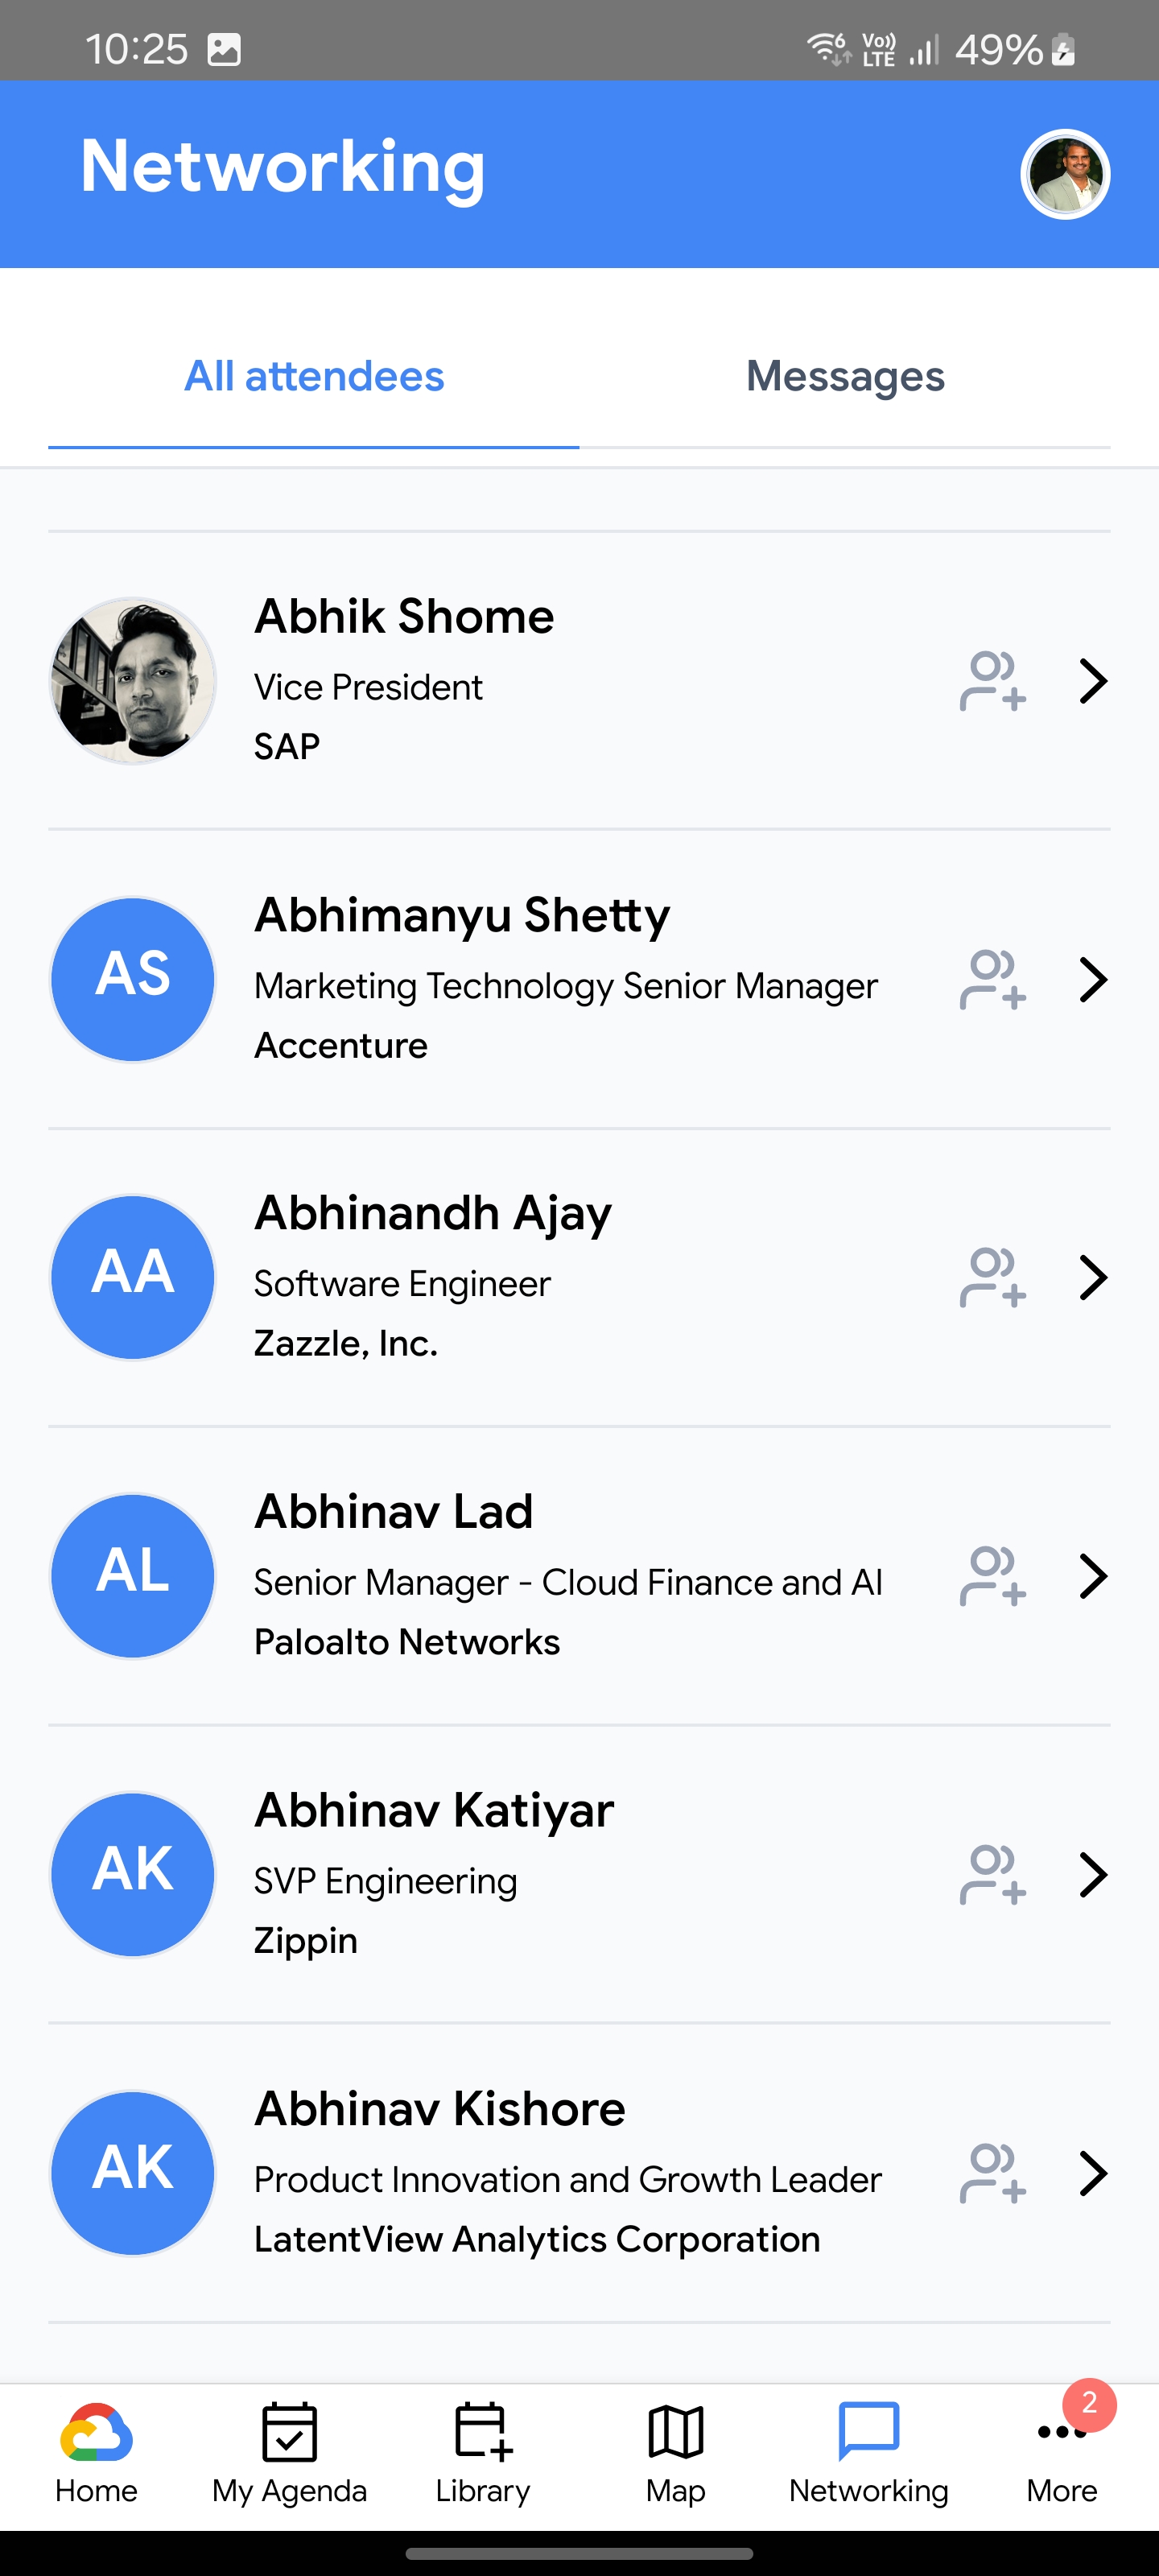 10:25
6 Vo)) LTE 49%
Networking
All attendees
Messages
Abhik Shome
Vice President
SAP
AS
Abhimanyu Shetty
Marketing Technology Senior Manager
Accenture
AA
Abhinandh Ajay
Software Engineer
Zazzle, Inc.
AL
Abhinav Lad
Senior Manager - Cloud Finance and AI
Paloalto Networks
AK
Abhinav Katiyar
SVP Engineering
Zippin
AK
Abhinav Kishore
Product Innovation and Growth Leader
LatentView Analytics Corporation
2
Home
My Agenda
Library
Map
Networking
More